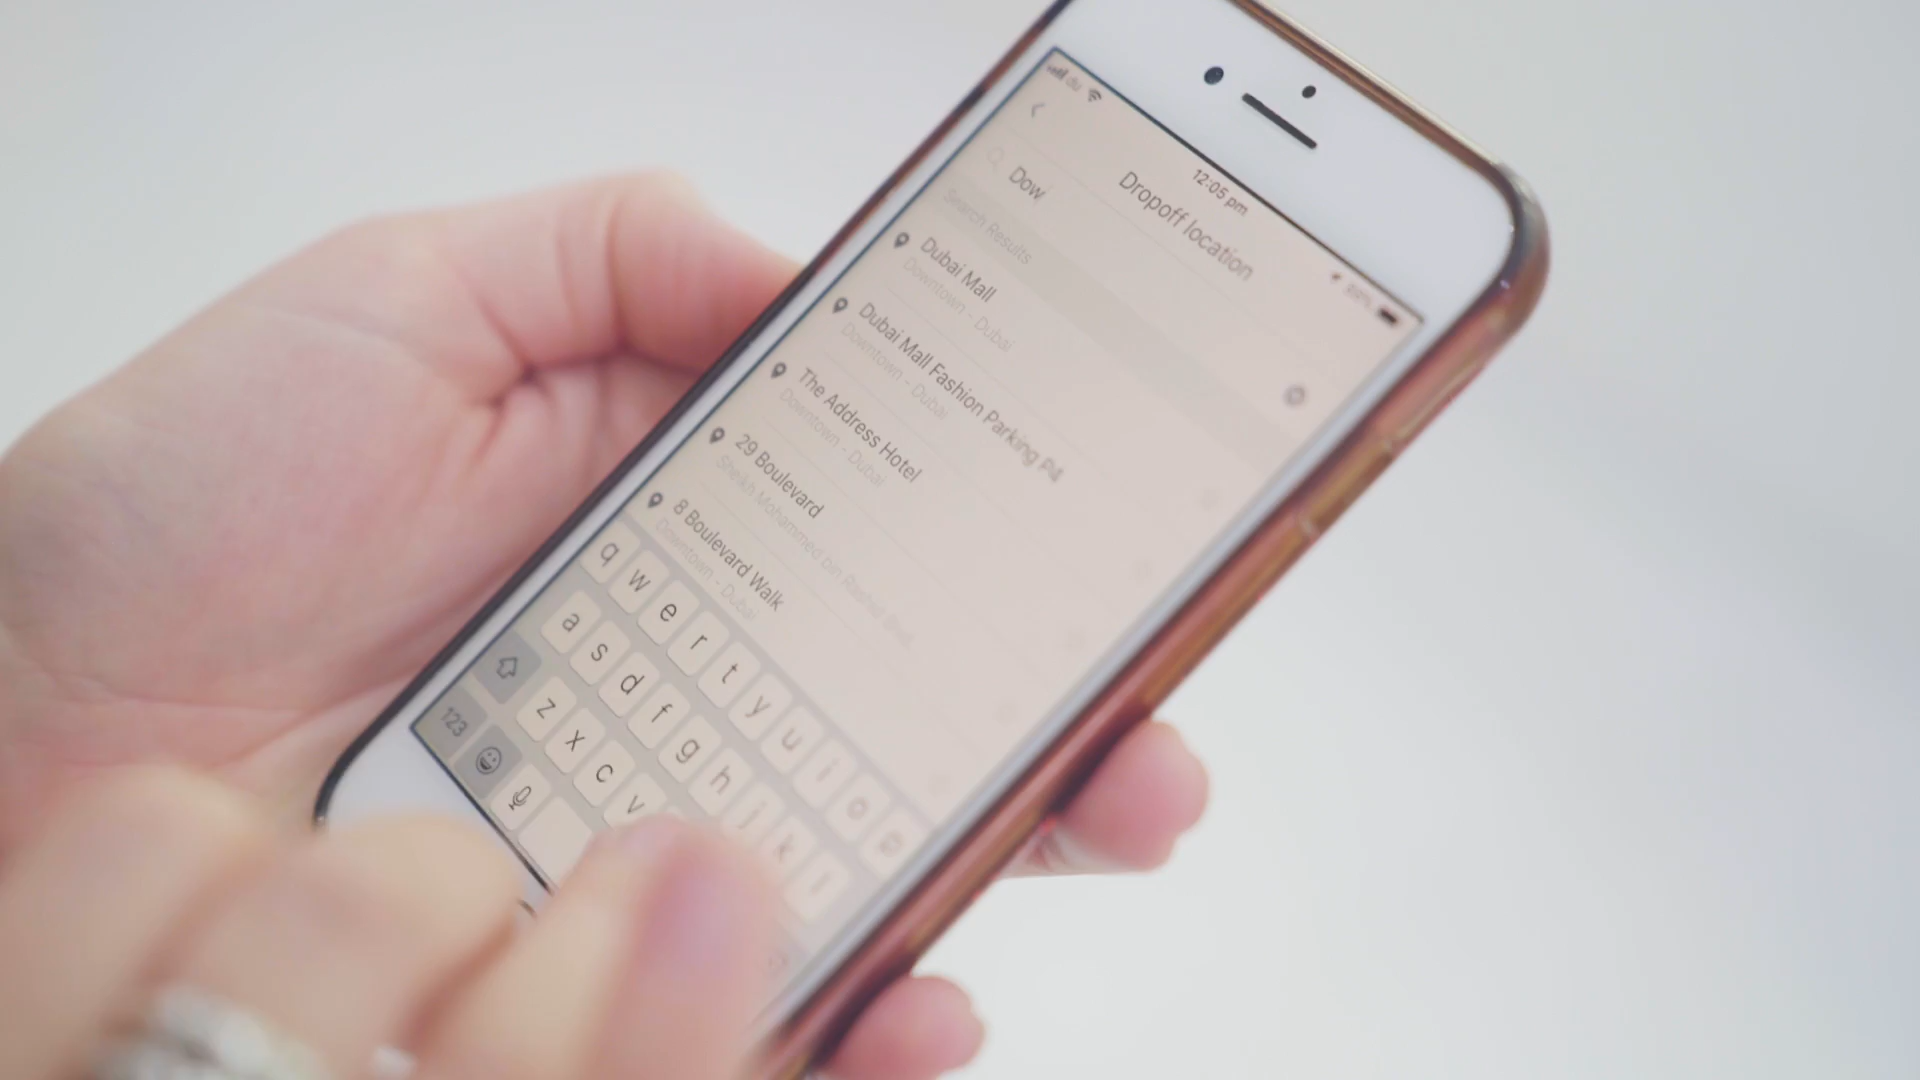 du
12:05 pm
Dropoff location
Dow
Search Results
Dubai Mall
Downtown - Dubai
Dubai Mall Fashion Parking P4
Downtown - Dubai
The Address Hotel
Downtown - Dubai
29 Boulevard
Sheikh Mohammed bin Rashid Blvd
8 Boulevard Walk
Downtown - Dubai
q w e r t y u i o p
a s d f g h j k l
z x c v
123